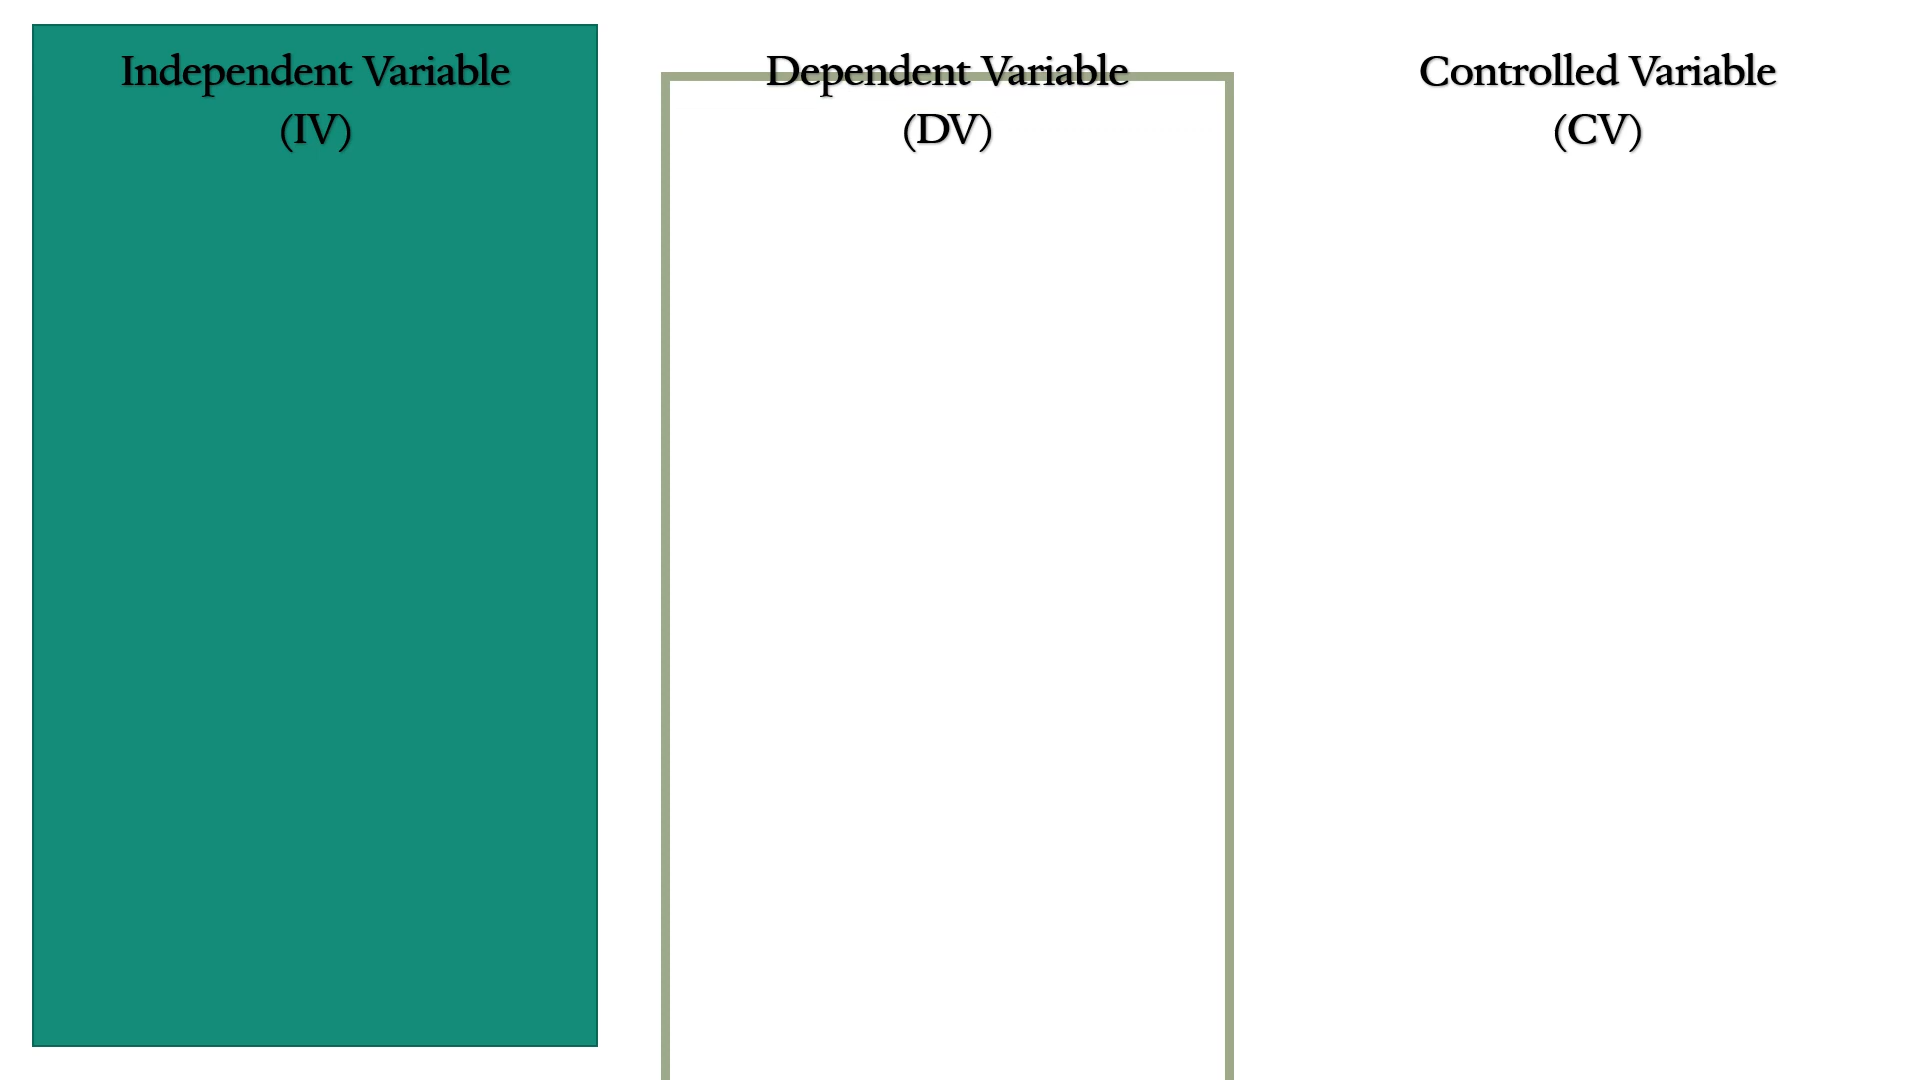 Independent Variable
(IV)
Dependent Variable
(DV)
Controlled Variable
(CV)